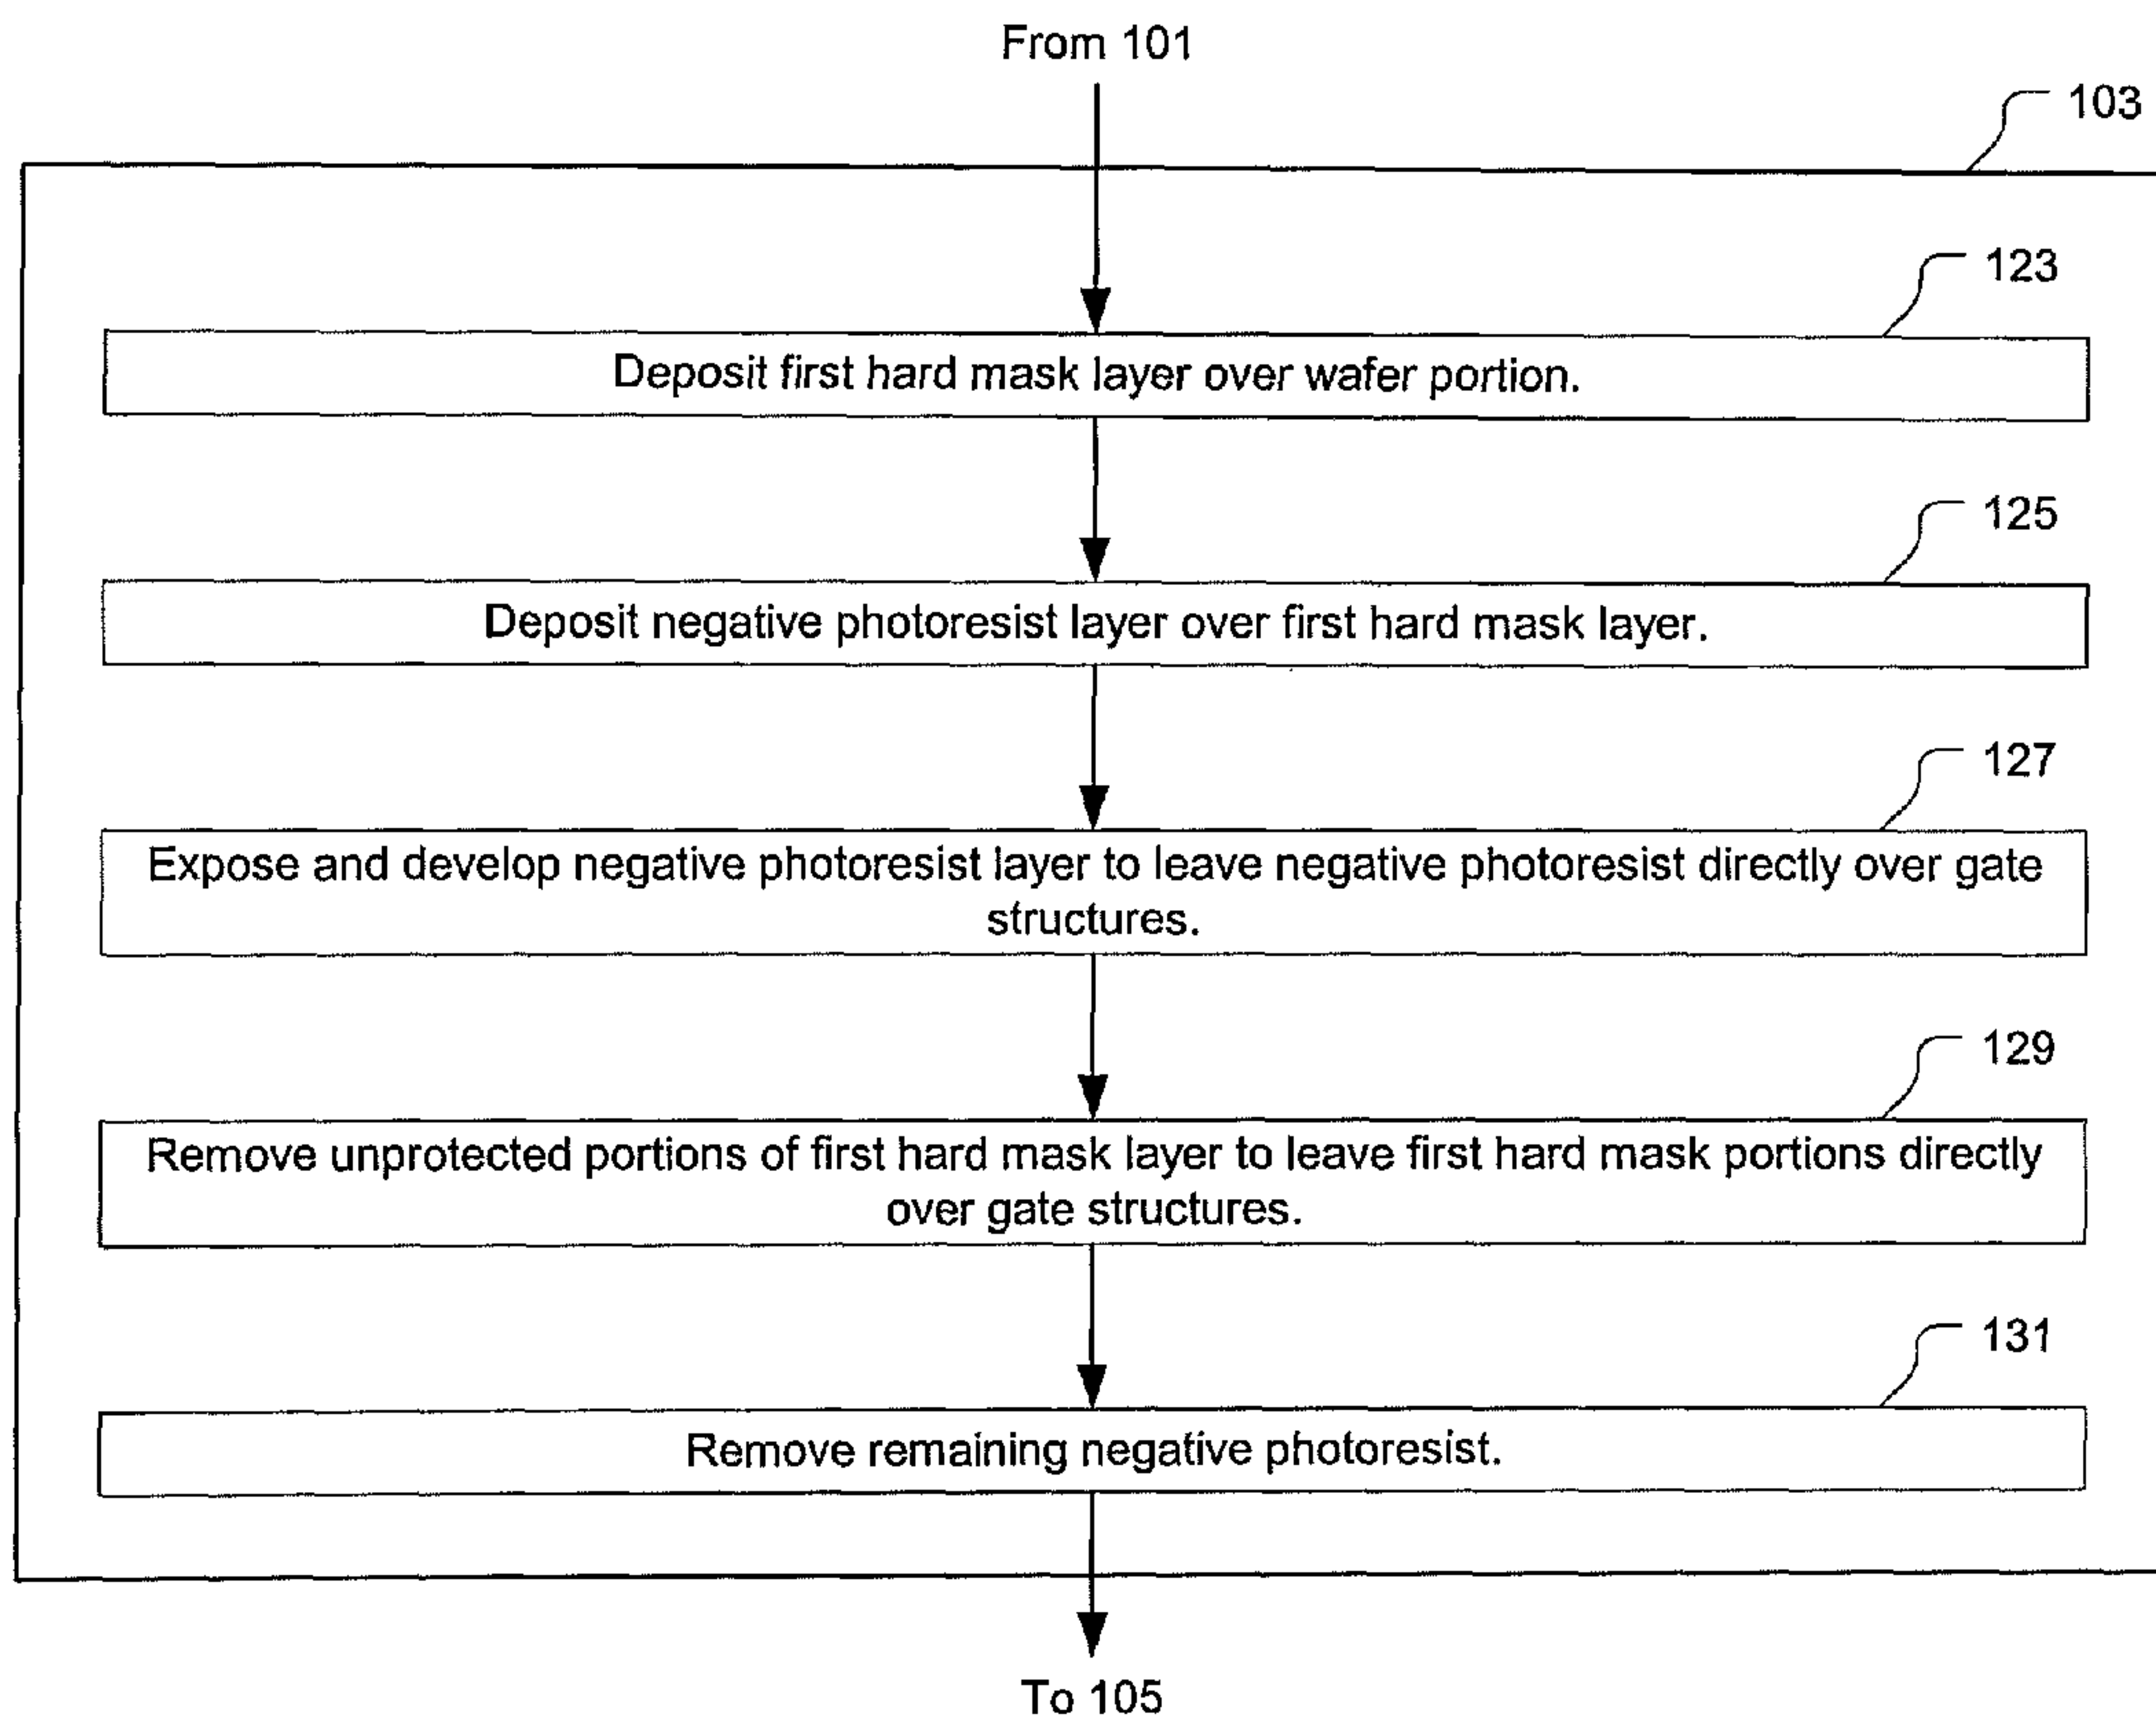 From 101
103
123
Deposit first hard mask layer over wafer portion.
125
Deposit negative photoresist layer over first hard mask layer.
127
Expose and develop negative photoresist layer to leave negative photoresist directly over gate
structures.
129
Remove unprotected portions of first hard mask layer to leave first hard mask portions directly
over gate structures.
131
Remove remaining negative photoresist.
To 105